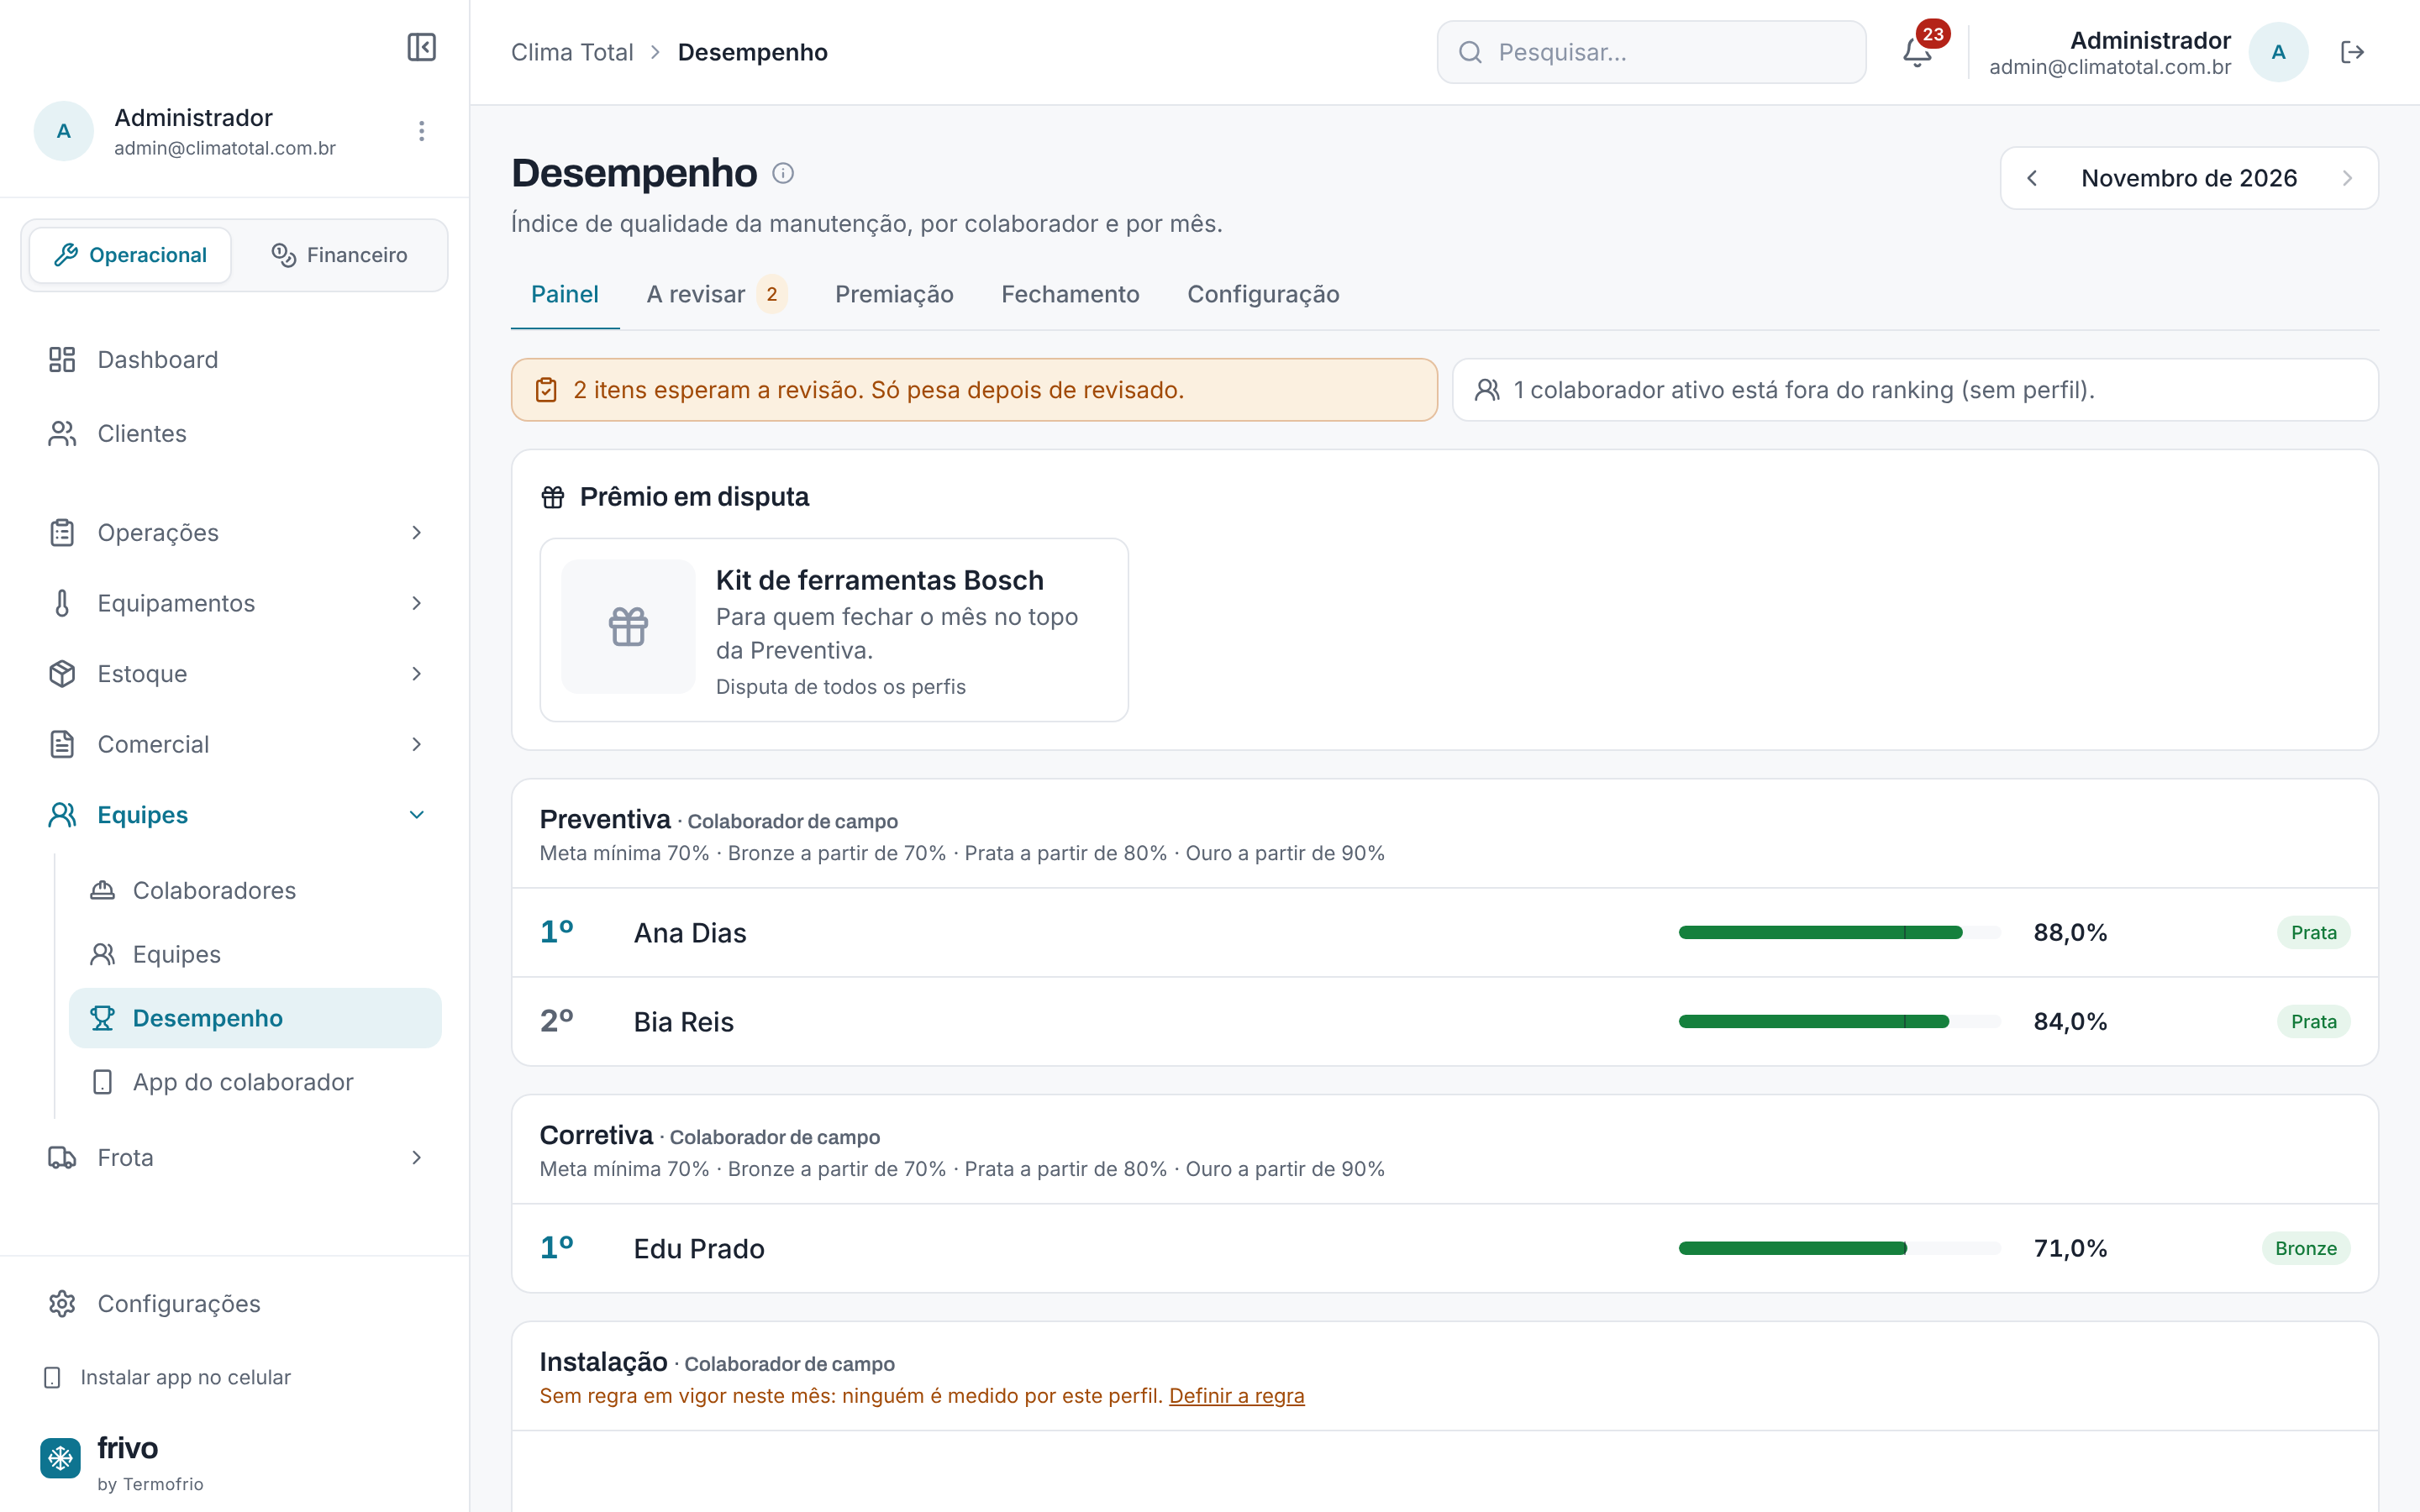 Administrador
admin@climatotal.com.br
A
Operacional
Financeiro
Dashboard
Clientes
Operações
Equipamentos
Estoque
Comercial
Equipes
Colaboradores
Equipes
Desempenho
App do colaborador
Frota
Configurações
Instalar app no celular
frivo
by Termofrio
Clima Total > Desempenho
Pesquisar...
23
Administrador
admin@climatotal.com.br
A
Desempenho
Índice de qualidade da manutenção, por colaborador e por mês.
Novembro de 2026
Painel
A revisar 2
Premiação
Fechamento
Configuração
2 itens esperam a revisão. Só pesa depois de revisado.
1 colaborador ativo está fora do ranking (sem perfil).
Prêmio em disputa
Kit de ferramentas Bosch
Para quem fechar o mês no topo
da Preventiva.
Disputa de todos os perfis
Preventiva · Colaborador de campo
Meta mínima 70% · Bronze a partir de 70% · Prata a partir de 80% · Ouro a partir de 90%
1º Ana Dias 88,0% Prata
2º Bia Reis 84,0% Prata
Corretiva · Colaborador de campo
Meta mínima 70% · Bronze a partir de 70% · Prata a partir de 80% · Ouro a partir de 90%
1º Edu Prado 71,0% Bronze
Instalação · Colaborador de campo
Sem regra em vigor neste mês: ninguém é medido por este perfil. Definir a regra